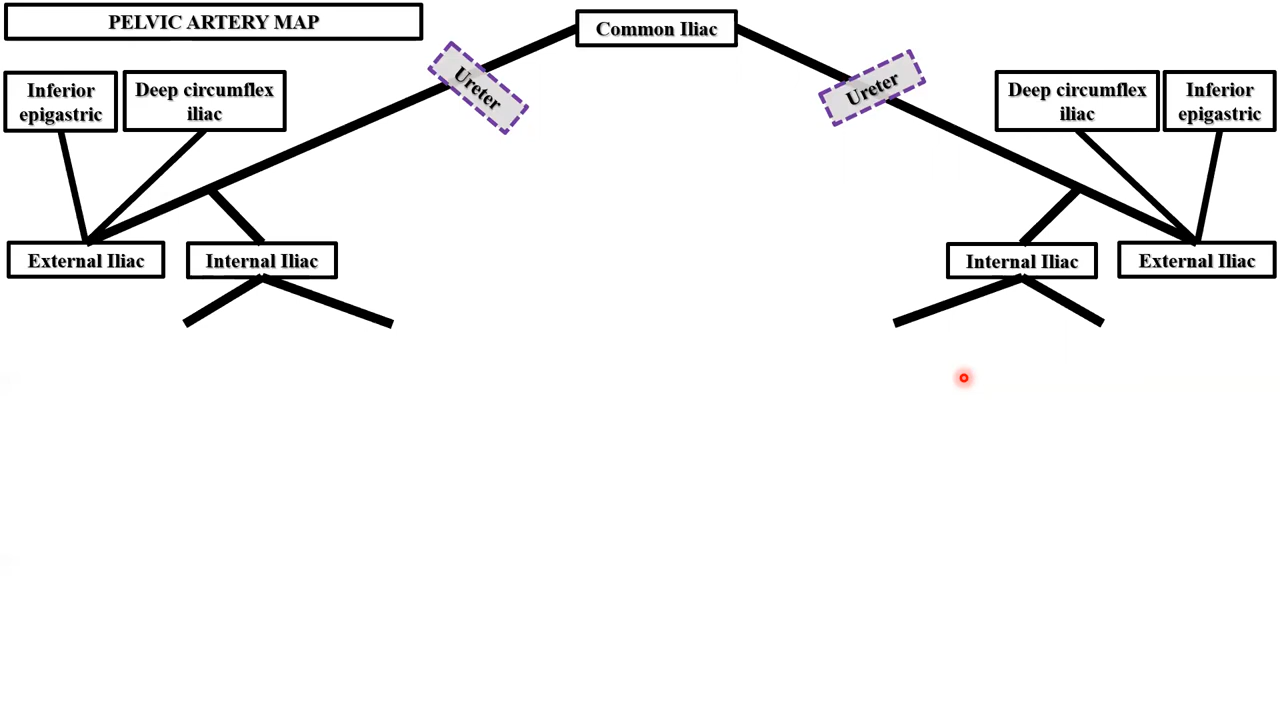 PELVIC ARTERY MAP
Common Iliac
Ureter
Ureter
Inferior
epigastric
Deep circumflex
iliac
Deep circumflex
iliac
Inferior
epigastric
External Iliac
Internal Iliac
Internal Iliac
External Iliac